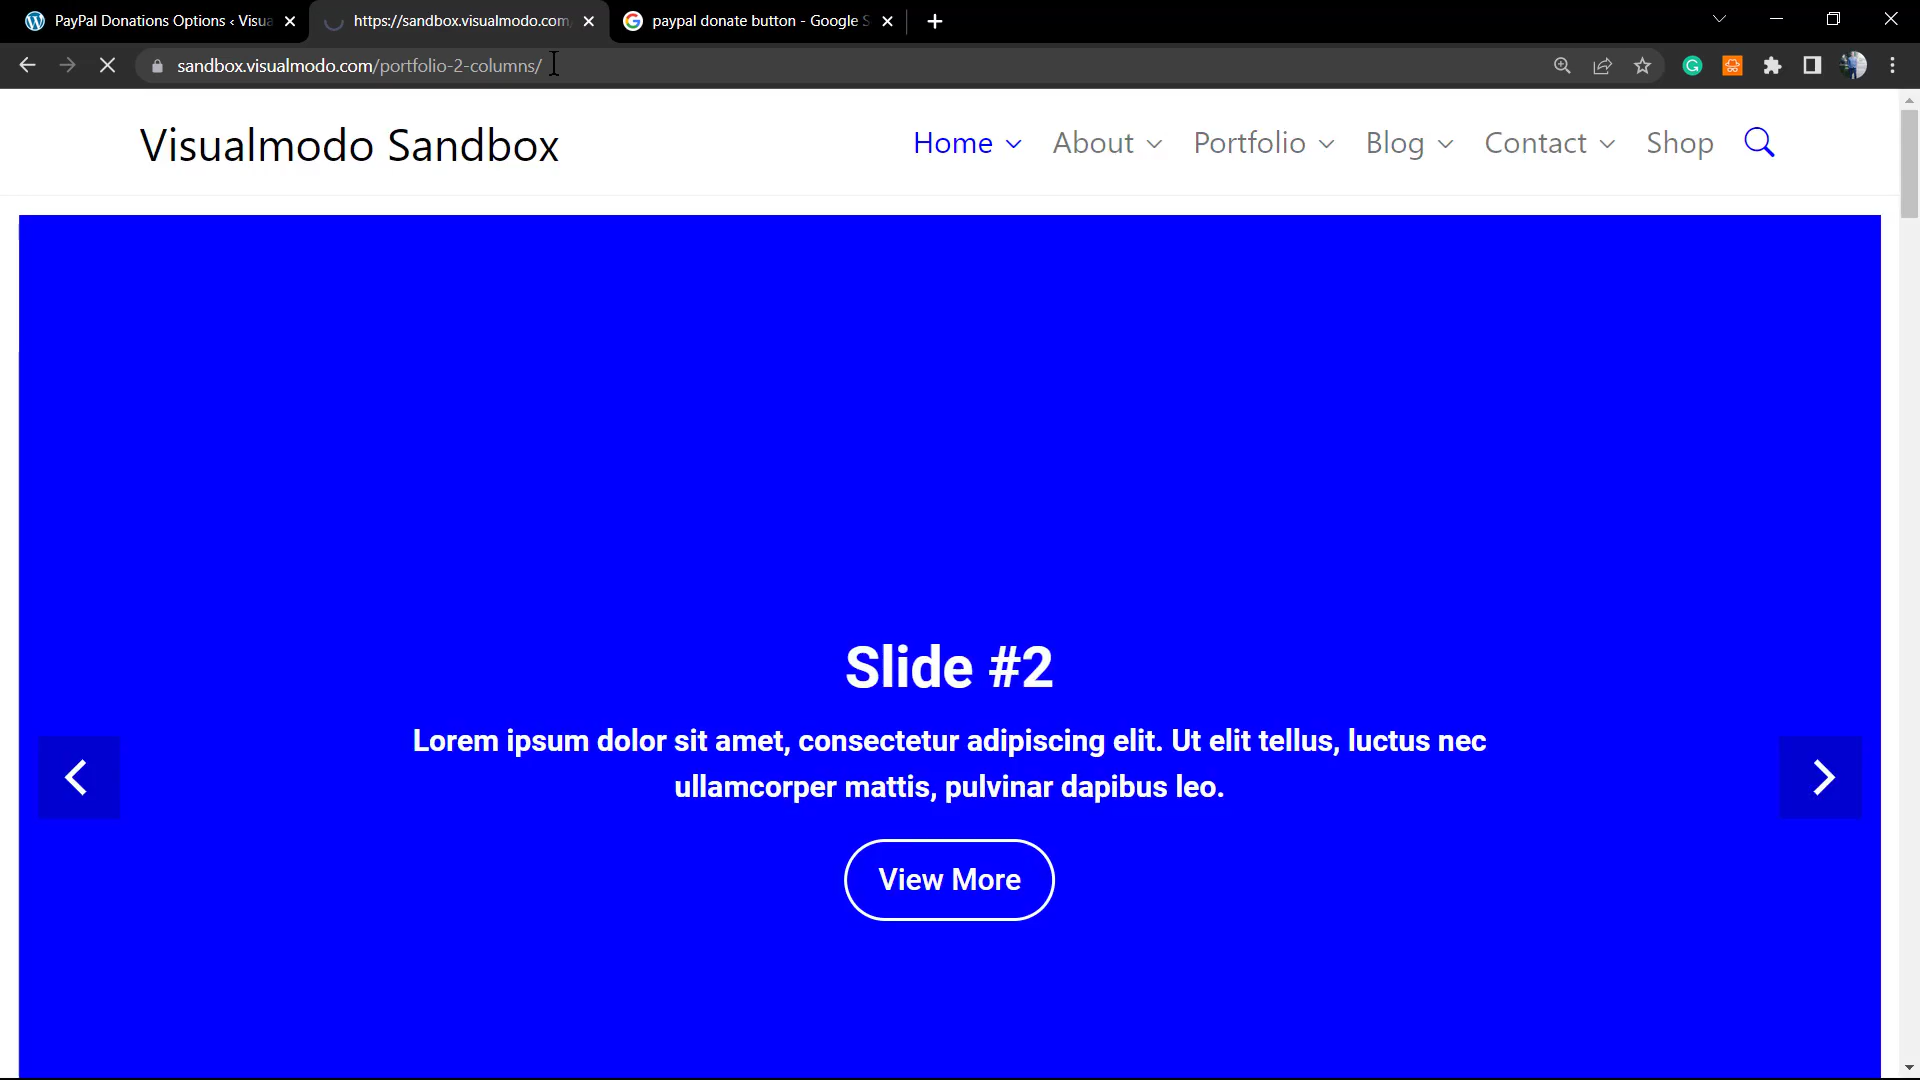 PayPal Donations Options ‹ Visua
https://sandbox.visualmodo.com/
paypal donate button - Google S
sandbox.visualmodo.com/portfolio-2-columns/
Visualmodo Sandbox
Home
About
Portfolio
Blog
Contact
Shop
Slide #2
Lorem ipsum dolor sit amet, consectetur adipiscing elit. Ut elit tellus, luctus nec
ullamcorper mattis, pulvinar dapibus leo.
View More